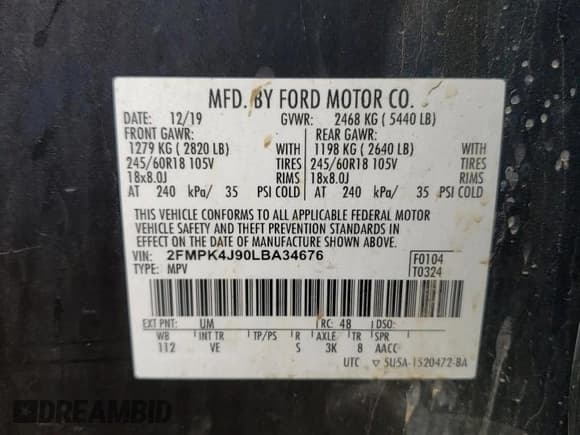 MFD. BY FORD MOTOR CO.
DATE: 12/19 GVWR: 2468 KG ( 5440 LB)
FRONT GAWR: REAR GAWR:
1279 KG ( 2820 LB) WITH 1198 KG ( 2640 LB) WITH
245/60R18 105V TIRES 245/60R18 105V TIRES
18x8.0J RIMS 18x8.0J RIMS
AT 240 kPa/ 35 PSI COLD AT 240 kPa/ 35 PSI COLD
THIS VEHICLE CONFORMS TO ALL APPLICABLE FEDERAL MOTOR
VEHICLE SAFETY AND THEFT PREVENTION STANDARDS IN
EFFECT ON THE DATE OF MANUFACTURE SHOWN ABOVE.
VIN: 2FMPK4J90LBA34676 F0104
TYPE: MPV T0324
EXT PNT: UM RC: 48 DSO:
WB INT TR TP/PS R AXLE TR SPR
112 VE S 3K 8 AACC
UTC ▽ 5U5A-1520472-BA
DREAMBID